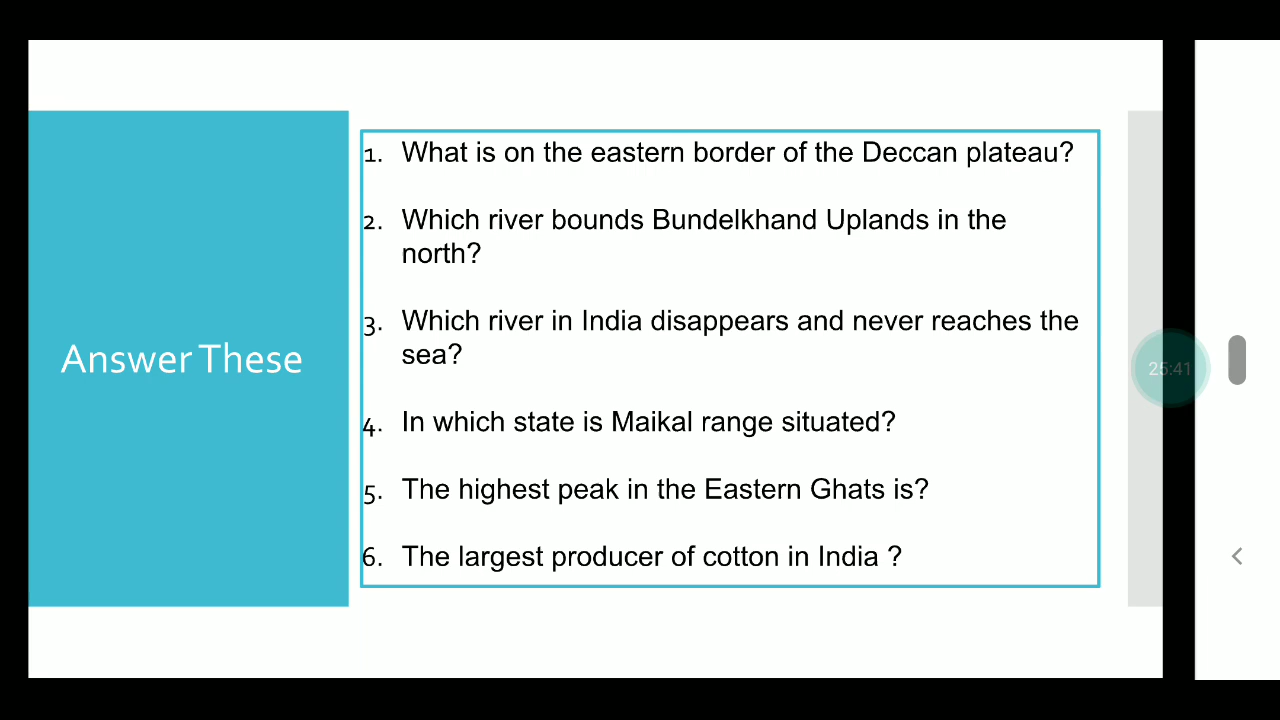 Answer These
1. What is on the eastern border of the Deccan plateau?
2. Which river bounds Bundelkhand Uplands in the
north?
3. Which river in India disappears and never reaches the
sea?
4. In which state is Maikal range situated?
5. The highest peak in the Eastern Ghats is?
6. The largest producer of cotton in India ?
25:41